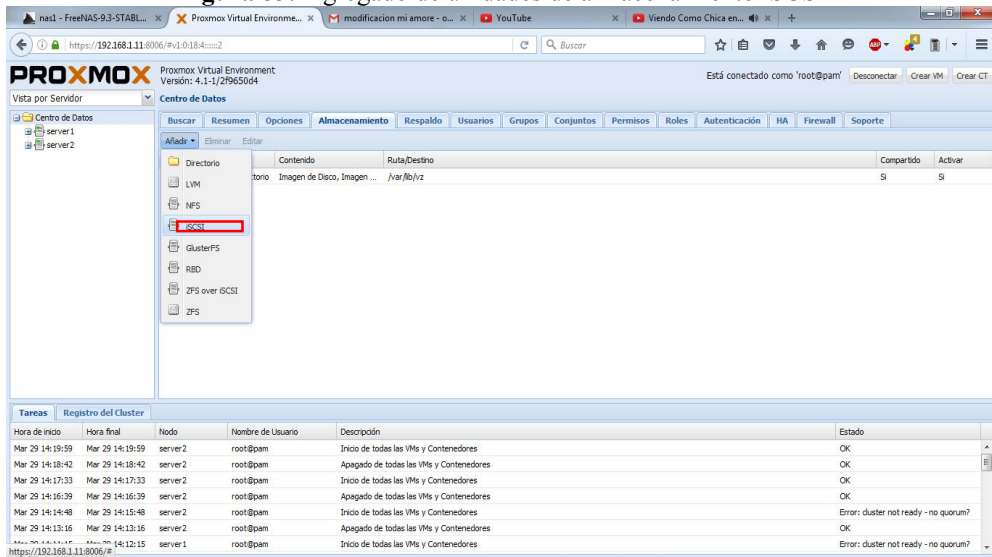 nas1 - FreeNAS-9.3-STABL... Proxmox Virtual Environme... modificacion mi amore - o... YouTube Viendo Como Chica en...
https://192.168.1.11:8006/#v1:0:18:4::::::2 Buscar
PROXMOX Proxmox Virtual Environment
Versión: 4.1-1/2f9650d4
Está conectado como 'root@pam' Desconectar Crear VM Crear CT
Vista por Servidor Centro de Datos
Centro de Datos
server1
server2
Buscar Resumen Opciones Almacenamiento Respaldo Usuarios Grupos Conjuntos Permisos Roles Autenticación HA Firewall Soporte
Añadir Eliminar Editar
Contenido Ruta/Destino Compartido Activar
torio Imagen de Disco, Imagen ... /var/lib/vz Si Si
Directorio
LVM
NFS
iSCSI
GlusterFS
RBD
ZFS over iSCSI
ZFS
Tareas Registro del Cluster
Hora de inicio Hora final Nodo Nombre de Usuario Descripción Estado
Mar 29 14:19:59 Mar 29 14:19:59 server2 root@pam Inicio de todas las VMs y Contenedores OK
Mar 29 14:18:42 Mar 29 14:18:42 server2 root@pam Apagado de todas las VMs y Contenedores OK
Mar 29 14:17:33 Mar 29 14:17:33 server2 root@pam Inicio de todas las VMs y Contenedores OK
Mar 29 14:16:39 Mar 29 14:16:39 server2 root@pam Apagado de todas las VMs y Contenedores OK
Mar 29 14:14:48 Mar 29 14:15:48 server2 root@pam Inicio de todas las VMs y Contenedores Error: cluster not ready - no quorum?
Mar 29 14:13:16 Mar 29 14:13:16 server2 root@pam Apagado de todas las VMs y Contenedores OK
14:12:15 server1 root@pam Inicio de todas las VMs y Contenedores Error: cluster not ready - no quorum?
https://192.168.1.11:8006/#